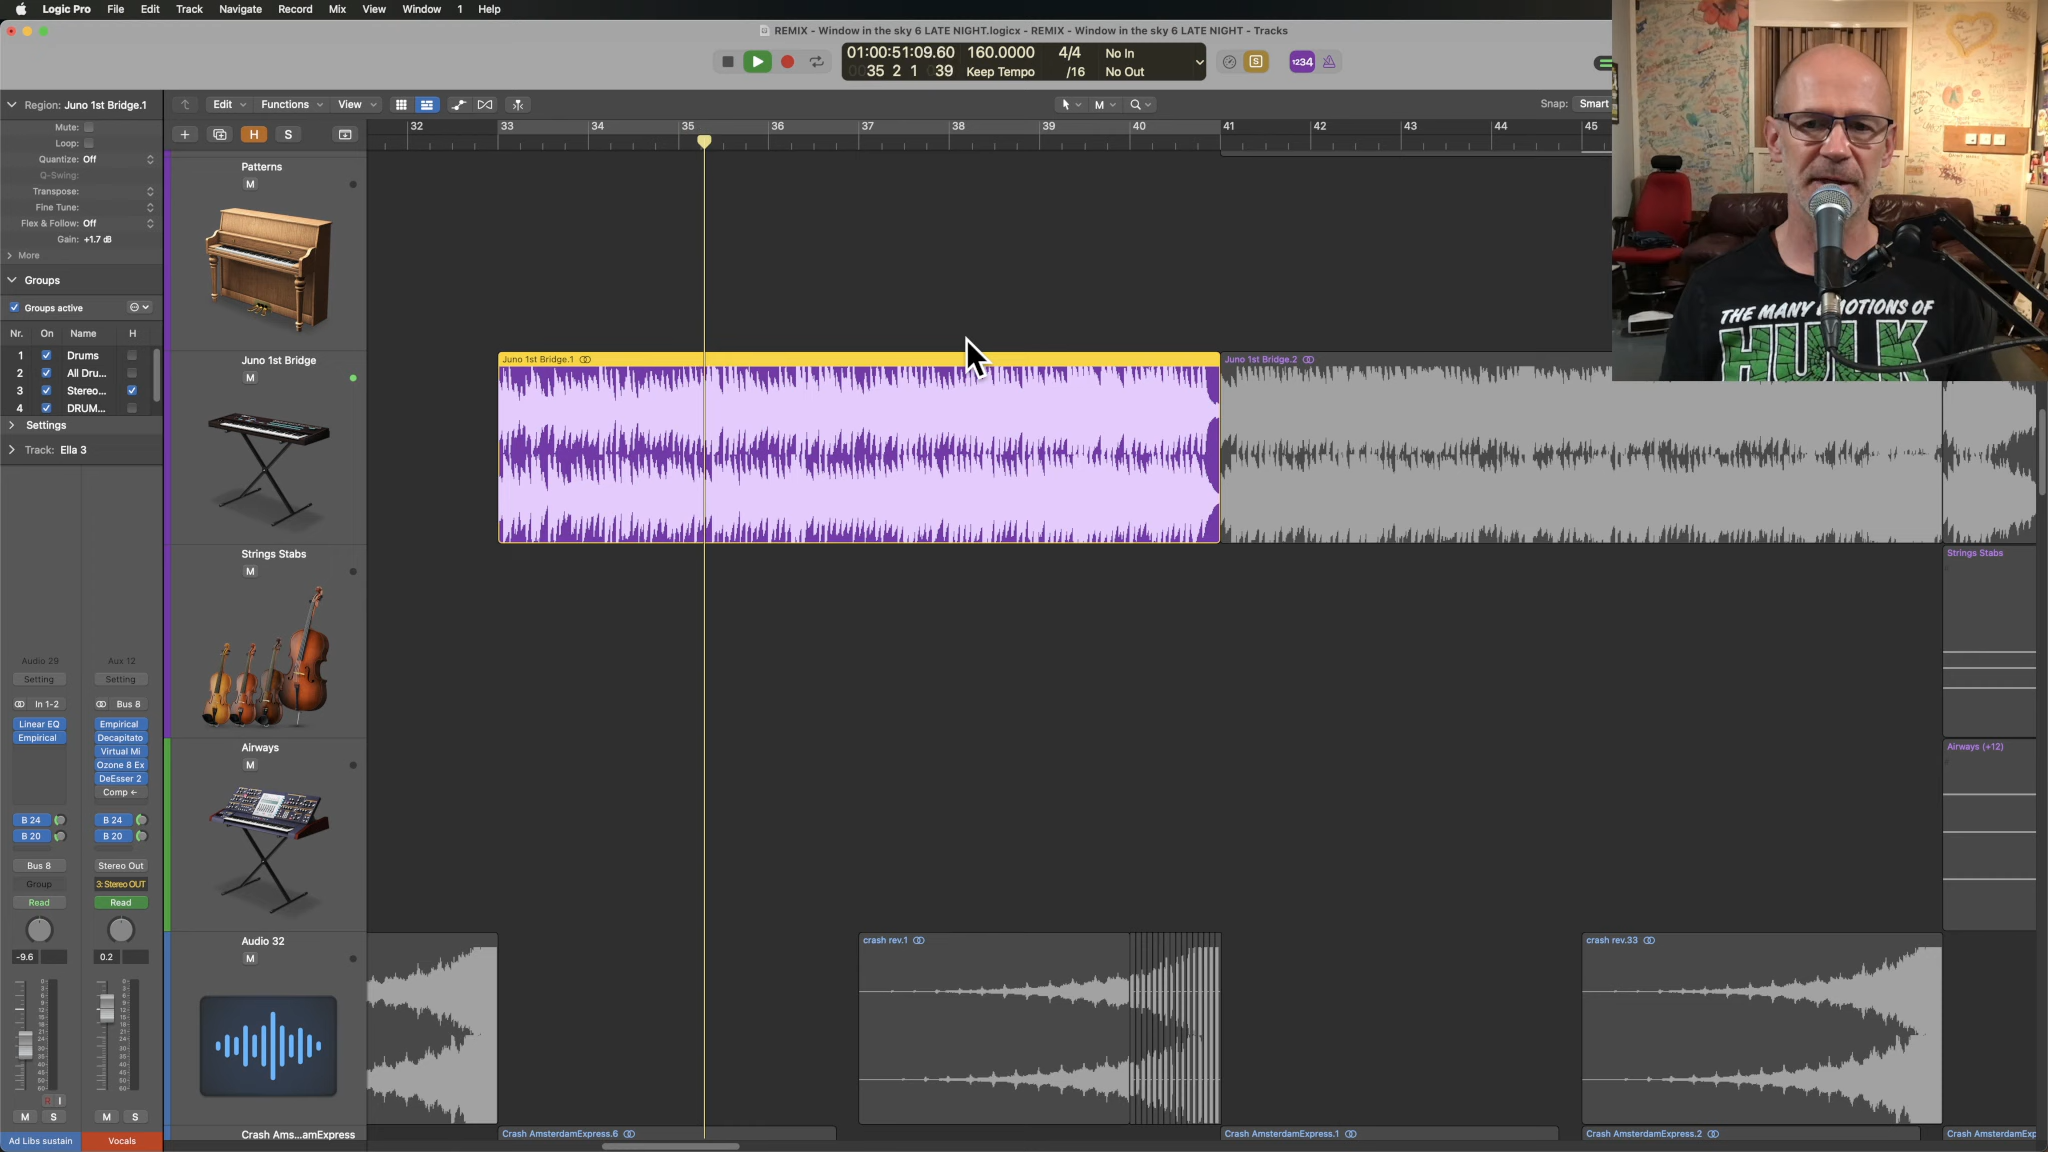 Logic Pro File Edit Track Navigate Record Mix View Window 1 Help
REMIX - Window in the sky 6 LATE NIGHT.logicx - REMIX - Window in the sky 6 LATE NIGHT - Tracks
01:00:51:09.60 160.0000 4/4 No In
0035 2 1 039 Keep Tempo /16 No Out
S 1234
Region: Juno 1st Bridge.1
Edit Functions View M Snap: Smart
Mute:
Loop:
Quantize: Off
Q-Swing:
Transpose:
Fine Tune:
Flex & Follow: Off
Gain: +1.7 dB
More
Groups
Groups active
Nr. On Name H
1 Drums
2 All Dru...
3 Stereo...
4 DRUM...
Settings
Track: Ella 3
H S
32 33 34 35 36 37 38 39 40 41 42 43 44 45
Patterns
M
Juno 1st Bridge
M
Juno 1st Bridge.1
Juno 1st Bridge.2
Strings Stabs
M
Strings Stabs
Airways
M
Airways (+12)
Audio 32
M
crash rev.1
crash rev.33
Crash Ams...amExpress
Crash AmsterdamExpress.6
Crash AmsterdamExpress.1
Crash AmsterdamExpress.2
Crash AmsterdamExp
Audio 29 Aux 12
Setting Setting
In 1-2 Bus 8
Linear EQ Empirical
Empirical Decapitato
Virtual Mi
Ozone 8 Ex
DeEsser 2
Comp ←
B 24 B 24
B 20 B 20
Bus 8 Stereo Out
Group 3: Stereo OUT
Read Read
-9.6 0.2
R I
M S M S
Ad Libs sustain Vocals
THE MANY EMOTIONS OF
HULK